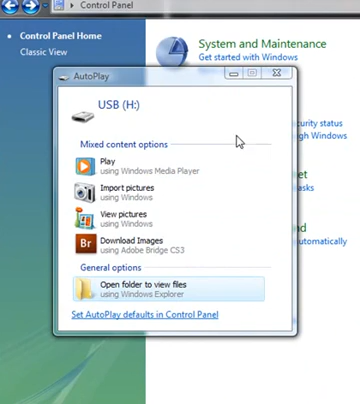 Control Panel
Control Panel Home
Classic View
System and Maintenance
Get started with Windows
AutoPlay
USB (H:)
Mixed content options
Play
using Windows Media Player
Import pictures
using Windows
View pictures
using Windows
Br
Download Images
using Adobe Bridge CS3
General options
Open folder to view files
using Windows Explorer
Set AutoPlay defaults in Control Panel
security status
gh Windows
et
asks
d
automatically